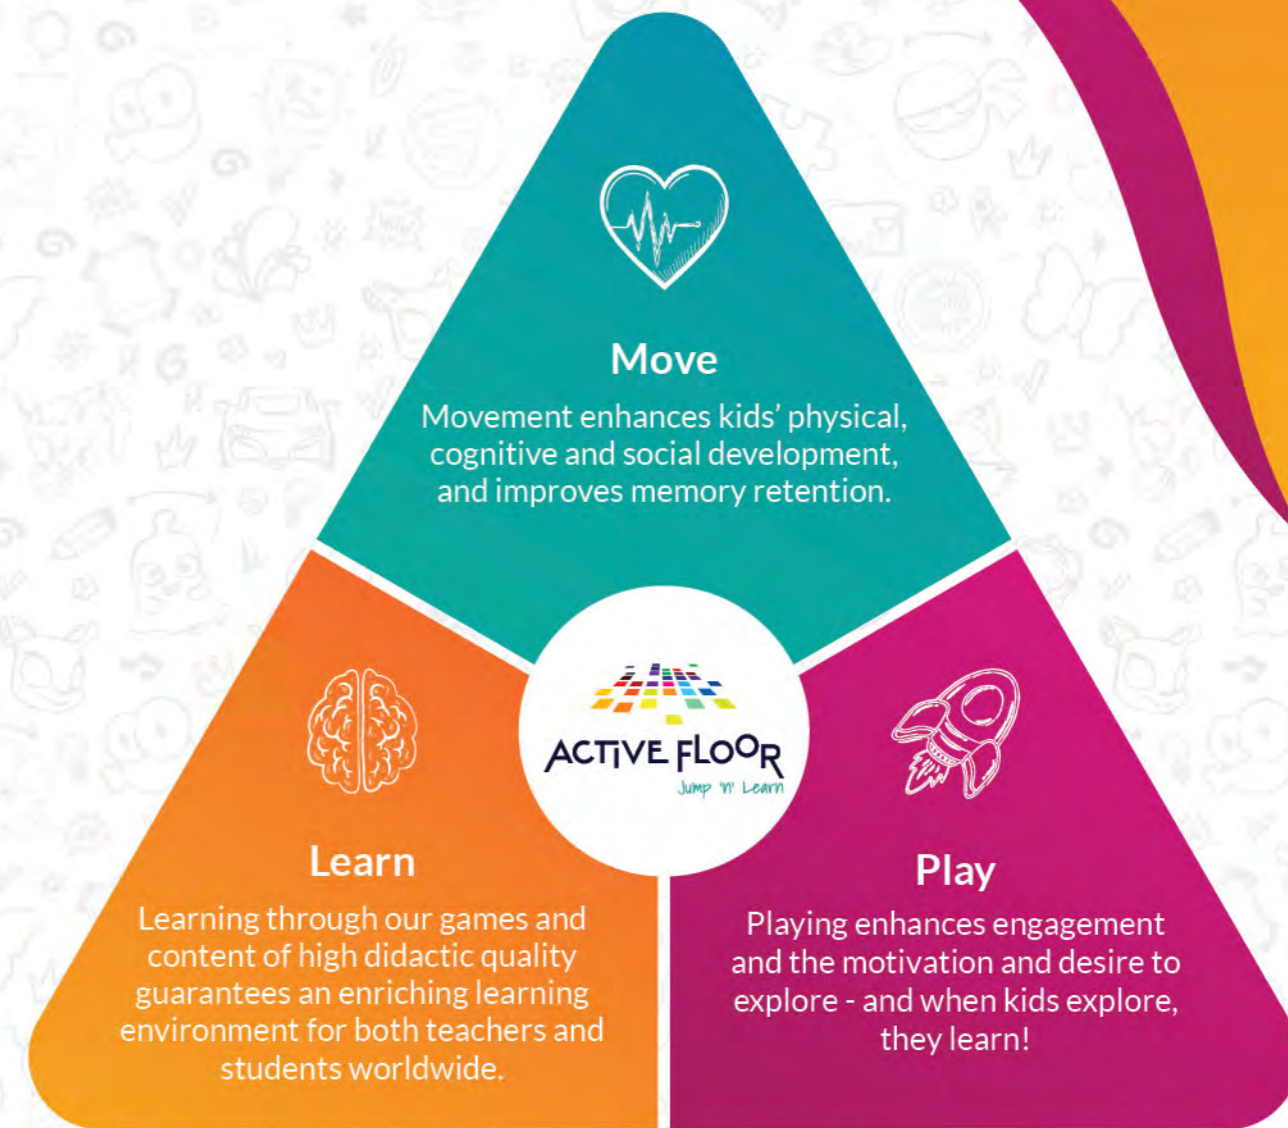 Move
Movement enhances kids’ physical,
cognitive and social development,
and improves memory retention.
ACTIVE FLOOR
Jump 'n' Learn
Learn
Learning through our games and
content of high didactic quality
guarantees an enriching learning
environment for both teachers and
students worldwide.
Play
Playing enhances engagement
and the motivation and desire to
explore - and when kids explore,
they learn!